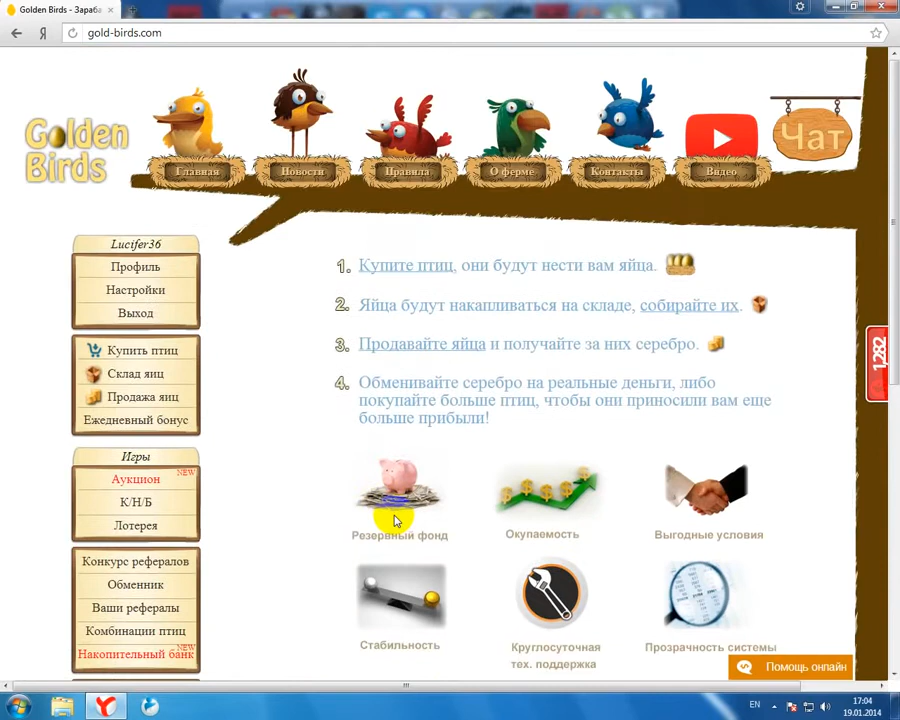 Golden Birds - Зараба
gold-birds.com
Golden
Birds
Главная
Новости
Правила
О ферме
Контакты
Видео
Чат
Lucifer36
Профиль
Настройки
Выход
Купить птиц
Склад яиц
Продажа яиц
Ежедневный бонус
Игры
Аукцион NEW
К/Н/Б
Лотерея
Конкурс рефералов
Обменник
Ваши рефералы
Комбинации птиц
Накопительный банк NEW
1. Купите птиц, они будут нести вам яйца.
2. Яйца будут накапливаться на складе, собирайте их.
3. Продавайте яйца и получайте за них серебро.
4. Обменивайте серебро на реальные деньги, либо
покупайте больше птиц, чтобы они приносили вам еще
больше прибыли!
Резервный фонд
Окупаемость
Выгодные условия
Стабильность
Круглосуточная
тех. поддержка
Прозрачность системы
1,282
Помощь онлайн
EN
17:04
19.01.2014